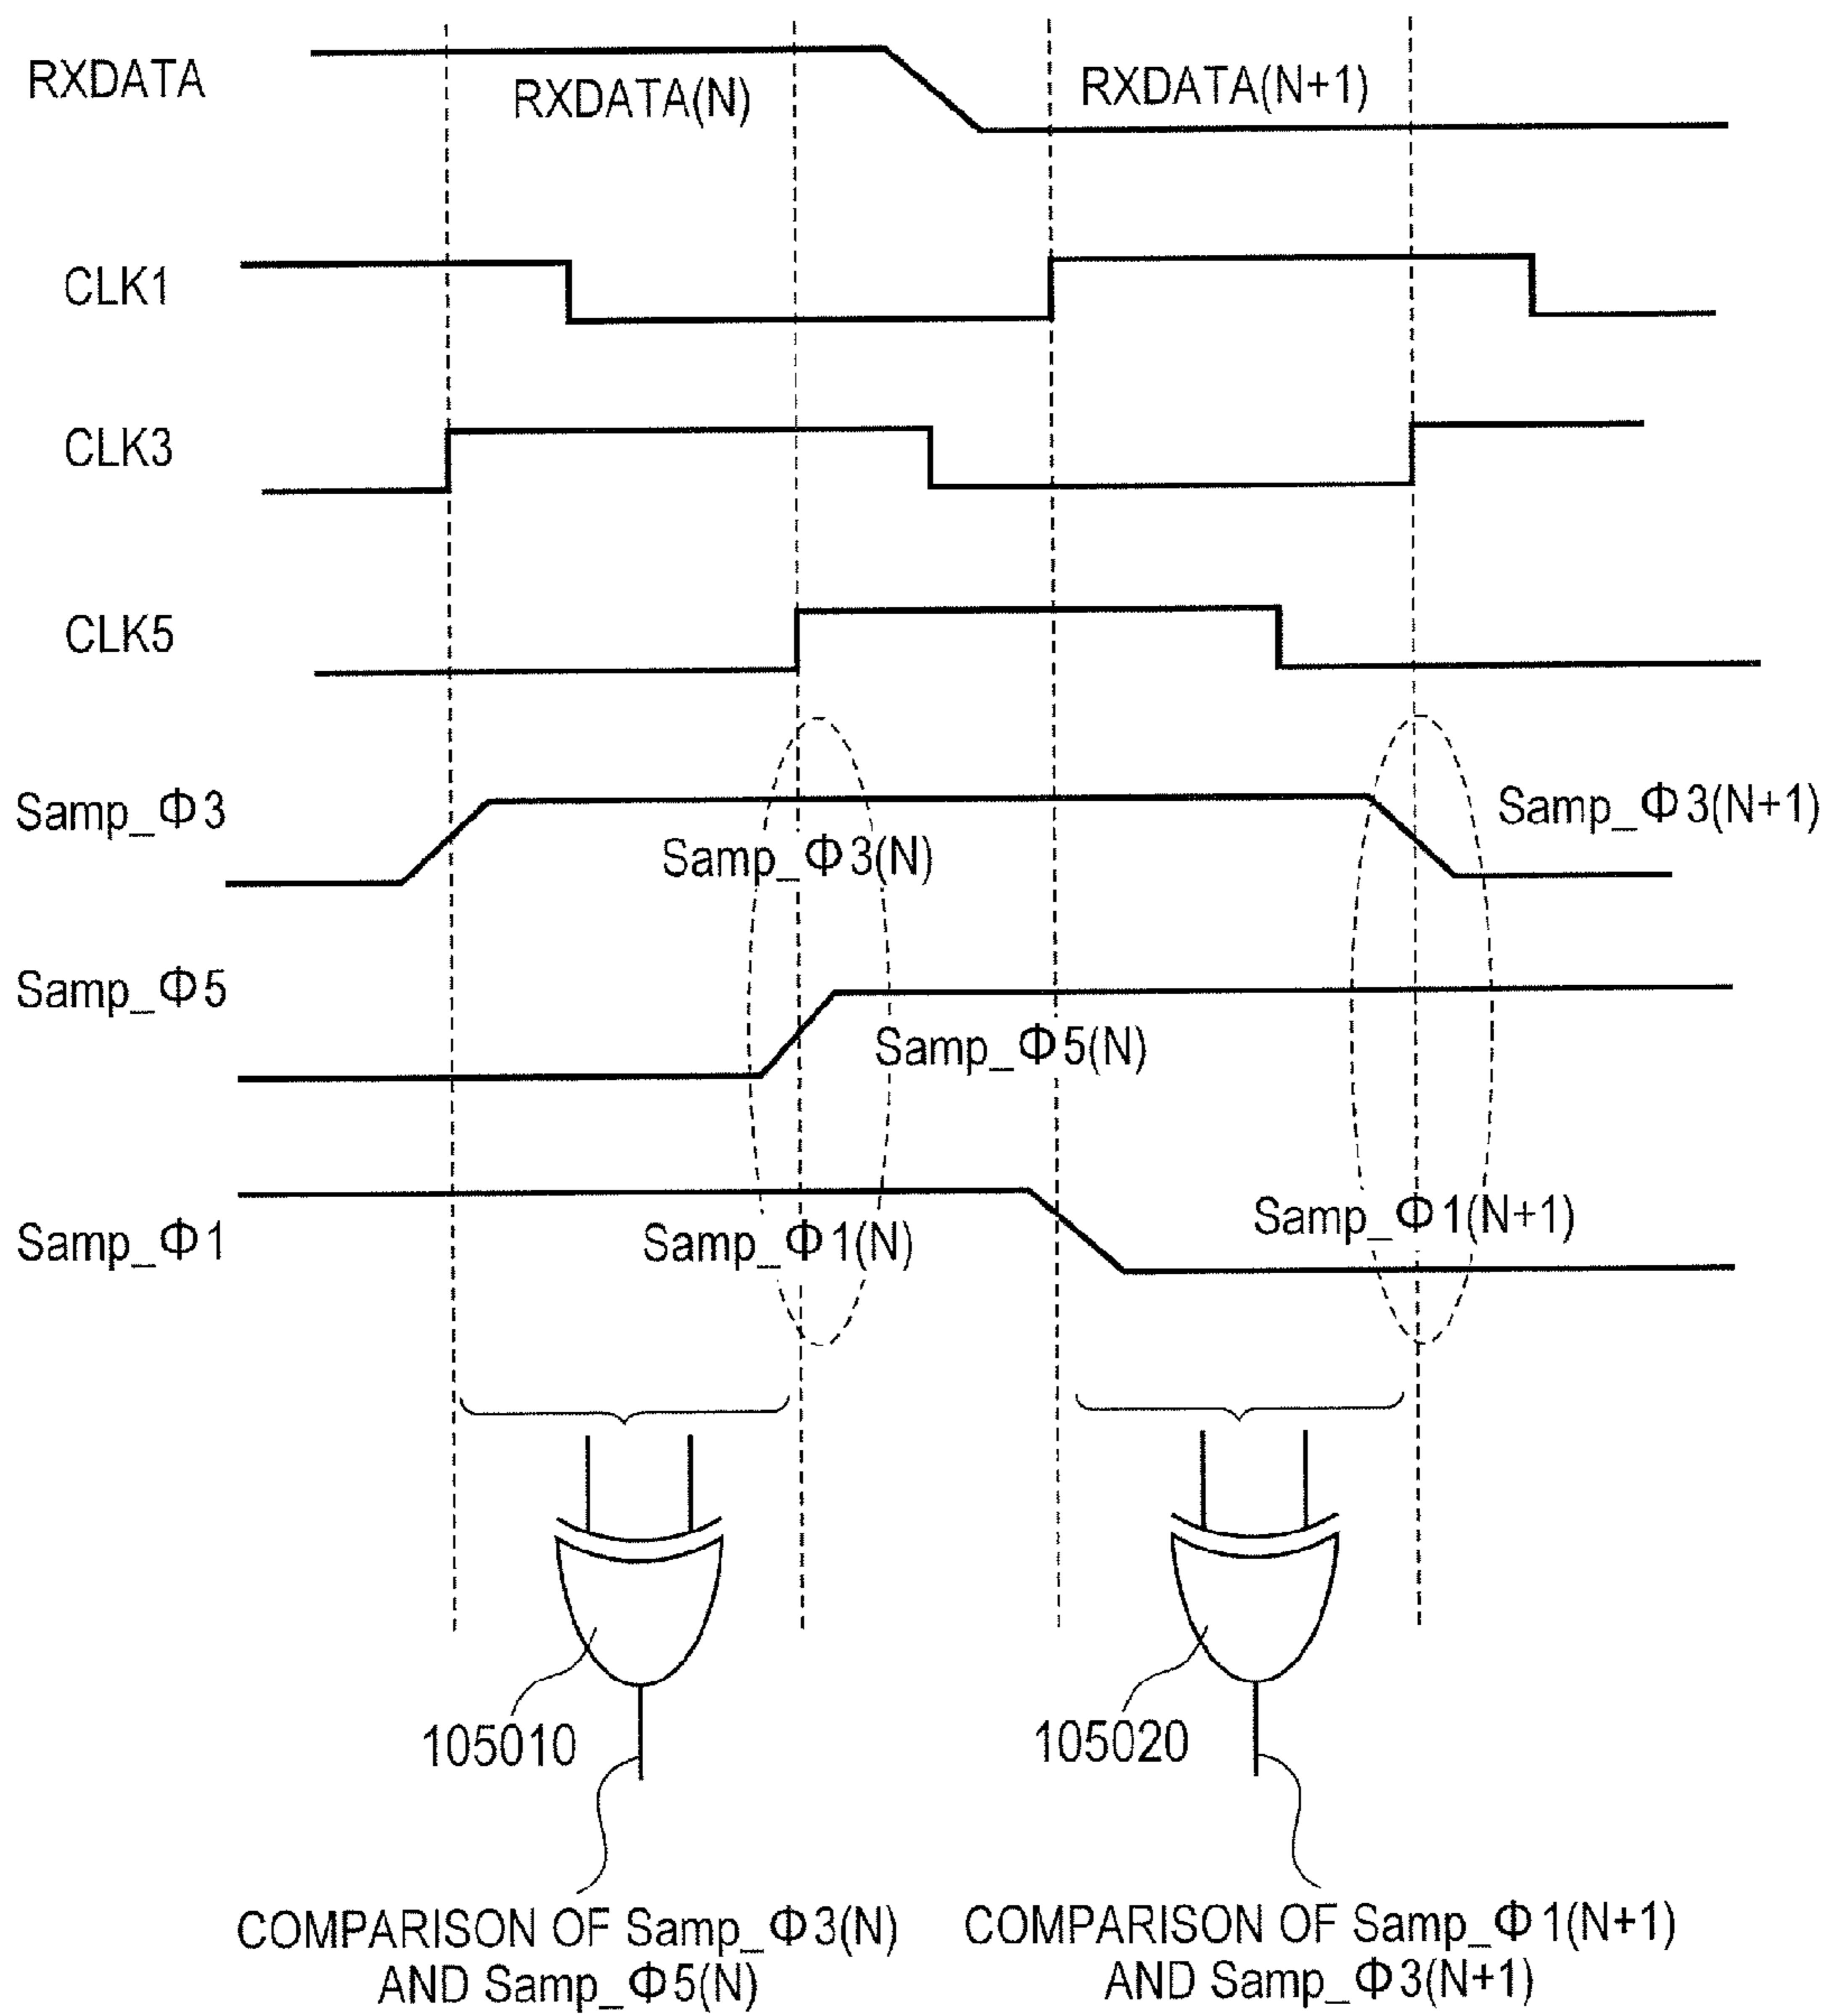 RXDATA
RXDATA(N)
RXDATA(N+1)
CLK1
CLK3
CLK5
Samp_Φ3
Samp_Φ3(N)
Samp_Φ3(N+1)
Samp_Φ5
Samp_Φ5(N)
Samp_Φ1
Samp_Φ1(N)
Samp_Φ1(N+1)
105010
105020
COMPARISON OF Samp_Φ3(N)
AND Samp_Φ5(N)
COMPARISON OF Samp_Φ1(N+1)
AND Samp_Φ3(N+1)